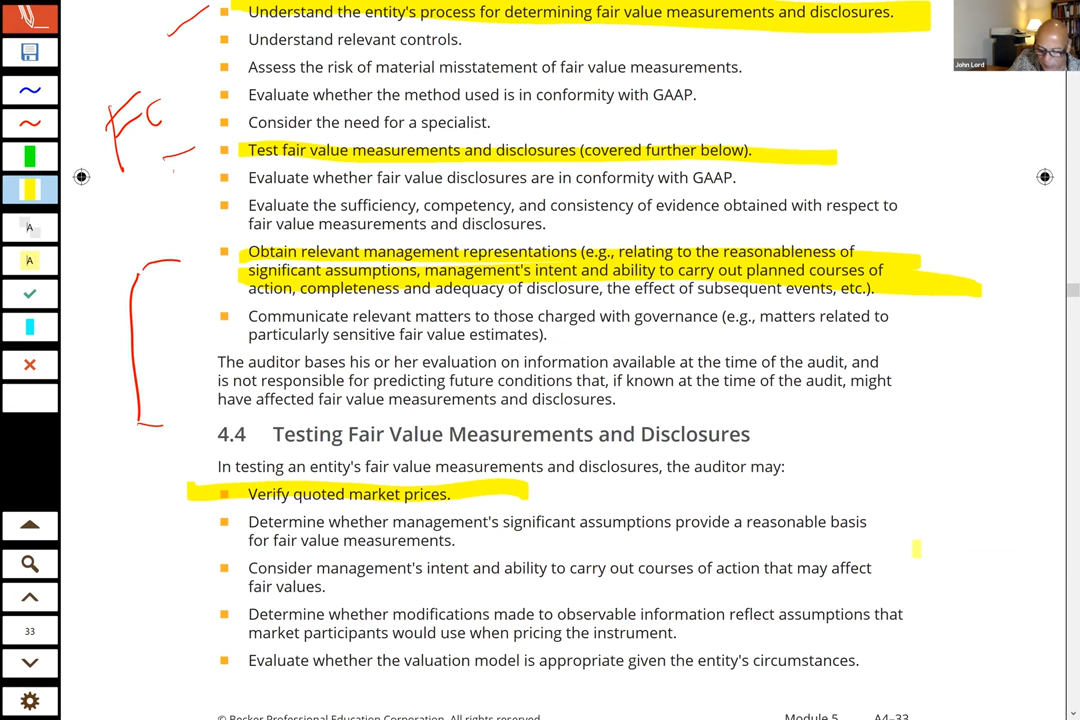 Understand the entity's process for determining fair value measurements and disclosures.
Understand relevant controls.
Assess the risk of material misstatement of fair value measurements.
Evaluate whether the method used is in conformity with GAAP.
Consider the need for a specialist.
Test fair value measurements and disclosures (covered further below).
Evaluate whether fair value disclosures are in conformity with GAAP.
Evaluate the sufficiency, competency, and consistency of evidence obtained with respect to
fair value measurements and disclosures.
Obtain relevant management representations (e.g., relating to the reasonableness of
significant assumptions, management's intent and ability to carry out planned courses of
action, completeness and adequacy of disclosure, the effect of subsequent events, etc.).
Communicate relevant matters to those charged with governance (e.g., matters related to
particularly sensitive fair value estimates).
The auditor bases his or her evaluation on information available at the time of the audit, and
is not responsible for predicting future conditions that, if known at the time of the audit, might
have affected fair value measurements and disclosures.
4.4 Testing Fair Value Measurements and Disclosures
In testing an entity's fair value measurements and disclosures, the auditor may:
Verify quoted market prices.
Determine whether management's significant assumptions provide a reasonable basis
for fair value measurements.
Consider management's intent and ability to carry out courses of action that may affect
fair values.
Determine whether modifications made to observable information reflect assumptions that
market participants would use when pricing the instrument.
Evaluate whether the valuation model is appropriate given the entity's circumstances.
© Becker Professional Education Corporation. All rights reserved.
Module 5
A4–33
John Lord
A
A
33